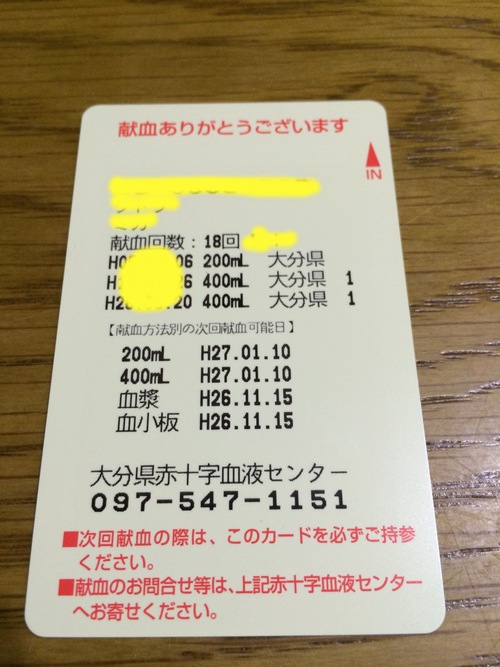 献血ありがとうございます
IN
献血回数：18回
06 200mL 大分県
26 400mL 大分県 1
20 400mL 大分県 1
【献血方法別の次回献血可能日】
200mL H27.01.10
400mL H27.01.10
血漿 H26.11.15
血小板 H26.11.15
大分県赤十字血液センター
097-547-1151
■次回献血の際は、このカードを必ずご持参
ください。
■献血のお問合せ等は、上記赤十字血液センター
へお寄せください。